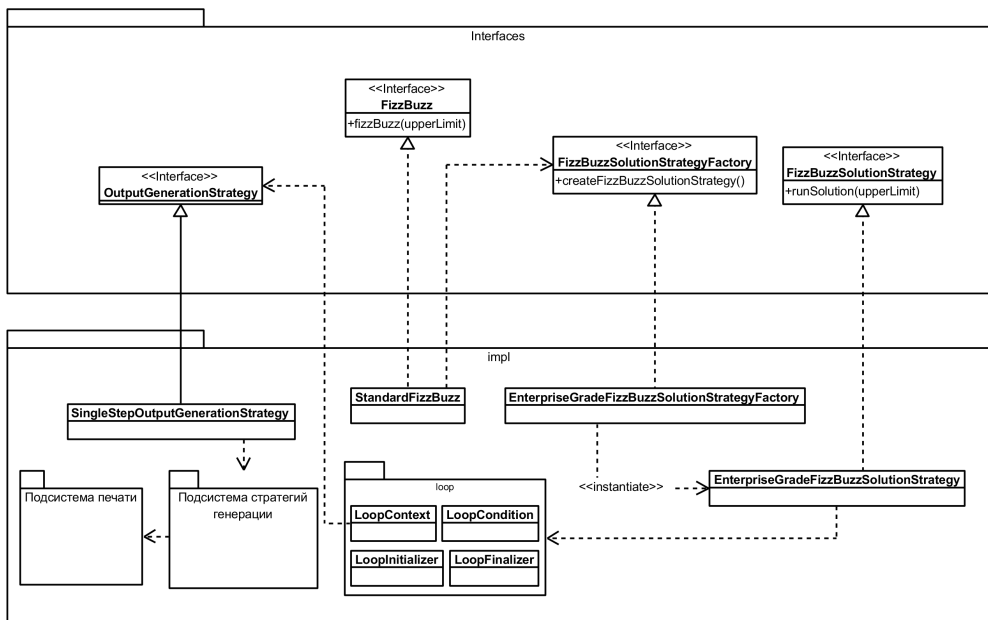 Interfaces
<<Interface>>
FizzBuzz
+fizzBuzz(upperLimit)
<<Interface>>
FizzBuzzSolutionStrategyFactory
+createFizzBuzzSolutionStrategy()
<<Interface>>
FizzBuzzSolutionStrategy
+runSolution(upperLimit)
<<Interface>>
OutputGenerationStrategy
impl
SingleStepOutputGenerationStrategy
StandardFizzBuzz
EnterpriseGradeFizzBuzzSolutionStrategyFactory
Подсистема печати
Подсистема стратегий
генерации
loop
LoopContext
LoopCondition
LoopInitializer
LoopFinalizer
<<instantiate>>
EnterpriseGradeFizzBuzzSolutionStrategy